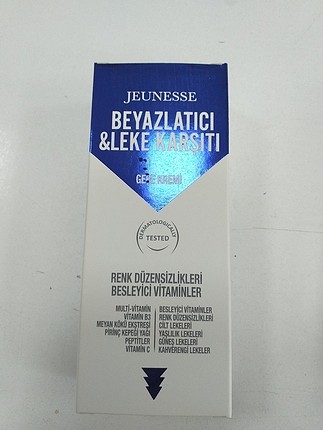 JEUNESSE
BEYAZLATICI
&LEKE KARŞITI
GECE KREMİ
DERMATOLOGICALLY
TESTED
RENK DÜZENSİZLİKLERİ
BESLEYİCİ VİTAMİNLER
MULTİ-VİTAMİN BESLEYİCİ VİTAMİNLER
VİTAMİN B3 RENK DÜZENSİZLİKLERİ
MEYAN KÖKÜ EKSTRESİ CİLT LEKELERİ
PİRİNÇ KEPEĞİ YAĞI YAŞLILIK LEKELERİ
PEPTİTLER GÜNEŞ LEKELERİ
VİTAMİN C KAHVERENGİ LEKELER